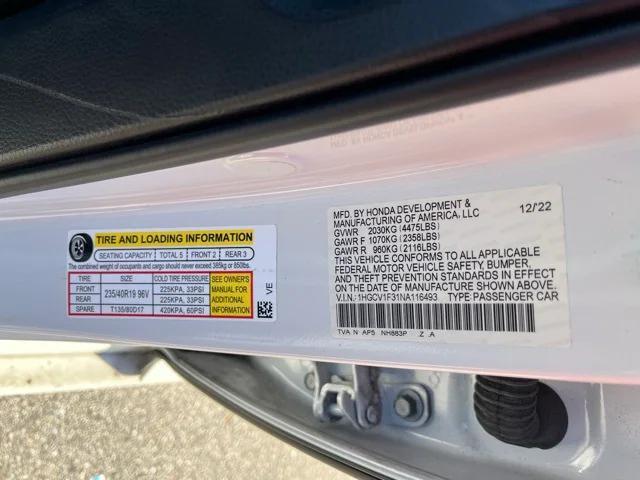 TIRE AND LOADING INFORMATION
SEATING CAPACITY TOTAL 5 FRONT 2 REAR 3
The combined weight of occupants and cargo should never exceed 385kg or 850lbs.
TIRE SIZE COLD TIRE PRESSURE SEE OWNER'S MANUAL FOR ADDITIONAL INFORMATION
FRONT 235/40R19 96V 225KPA, 33PSI
REAR 225KPA, 33PSI
SPARE T135/80D17 420KPA, 60PSI
VE
MFD. BY HONDA DEVELOPMENT & 12/22
MANUFACTURING OF AMERICA, LLC
GVWR 2030KG (4475LBS)
GAWR F 1070KG (2358LBS)
GAWR R 960KG (2116LBS)
THIS VEHICLE CONFORMS TO ALL APPLICABLE
FEDERAL MOTOR VEHICLE SAFETY, BUMPER,
AND THEFT PREVENTION STANDARDS IN EFFECT
ON THE DATE OF MANUFACTURE SHOWN ABOVE.
V.I.N.: 1HGCV1F31NA116493 TYPE PASSENGER CAR
TVA N AP5 NH883P .Z .A